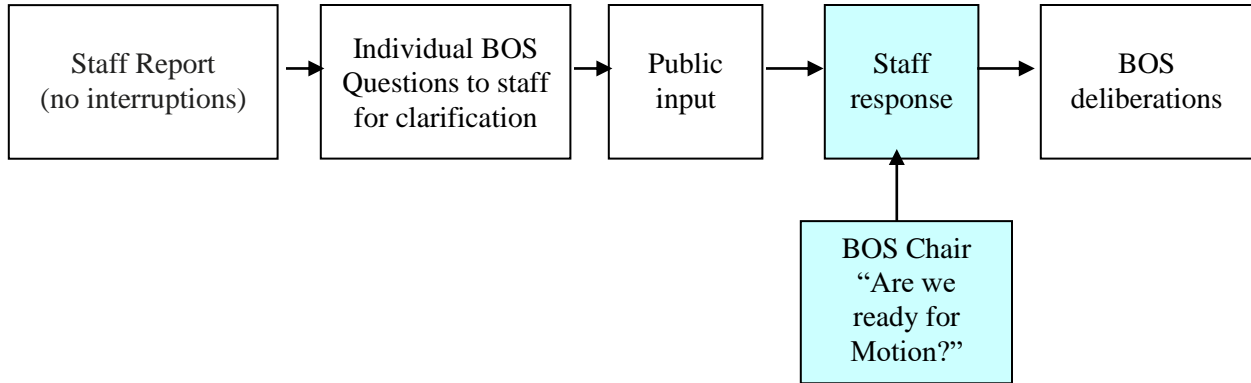 Staff Report
(no interruptions)
Individual BOS
Questions to staff
for clarification
Public
input
Staff
response
BOS
deliberations
BOS Chair
“Are we
ready for
Motion?”